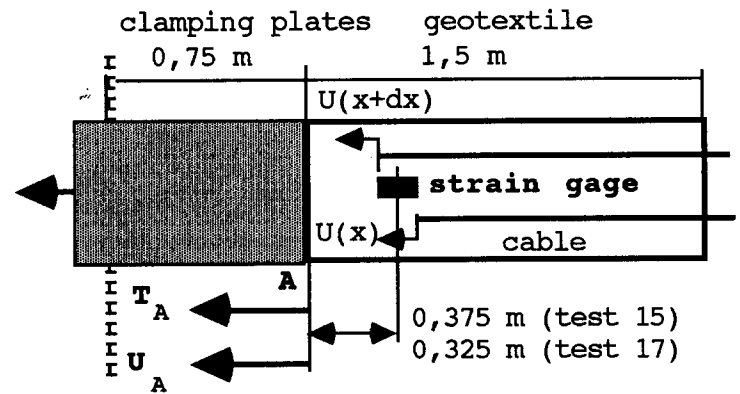 clamping plates geotextile
0,75 m 1,5 m
U(x+dx)
strain gage
U(x)
cable
A
T A
0,375 m (test 15)
0,325 m (test 17)
U A